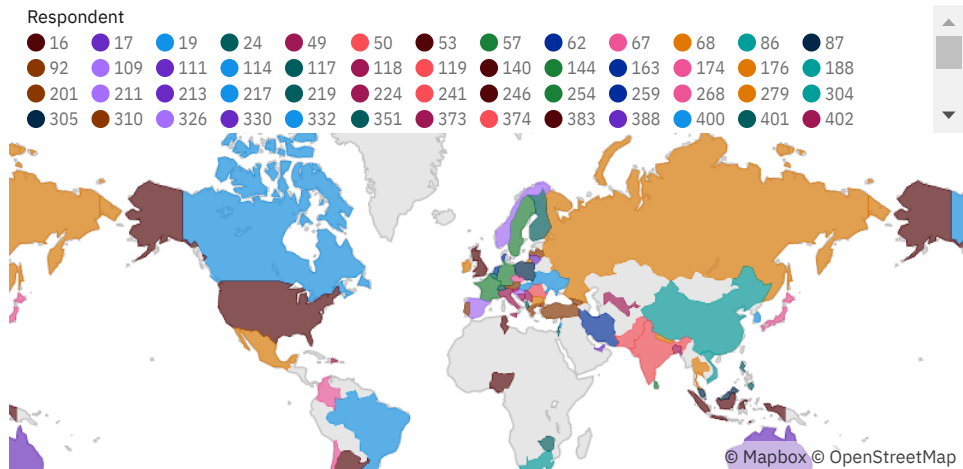 Respondent
16 17 19 24 49 50 53 57 62 67 68 86 87
92 109 111 114 117 118 119 140 144 163 174 176 188
201 211 213 217 219 224 241 246 254 259 268 279 304
305 310 326 330 332 351 373 374 383 388 400 401 402
© Mapbox © OpenStreetMap